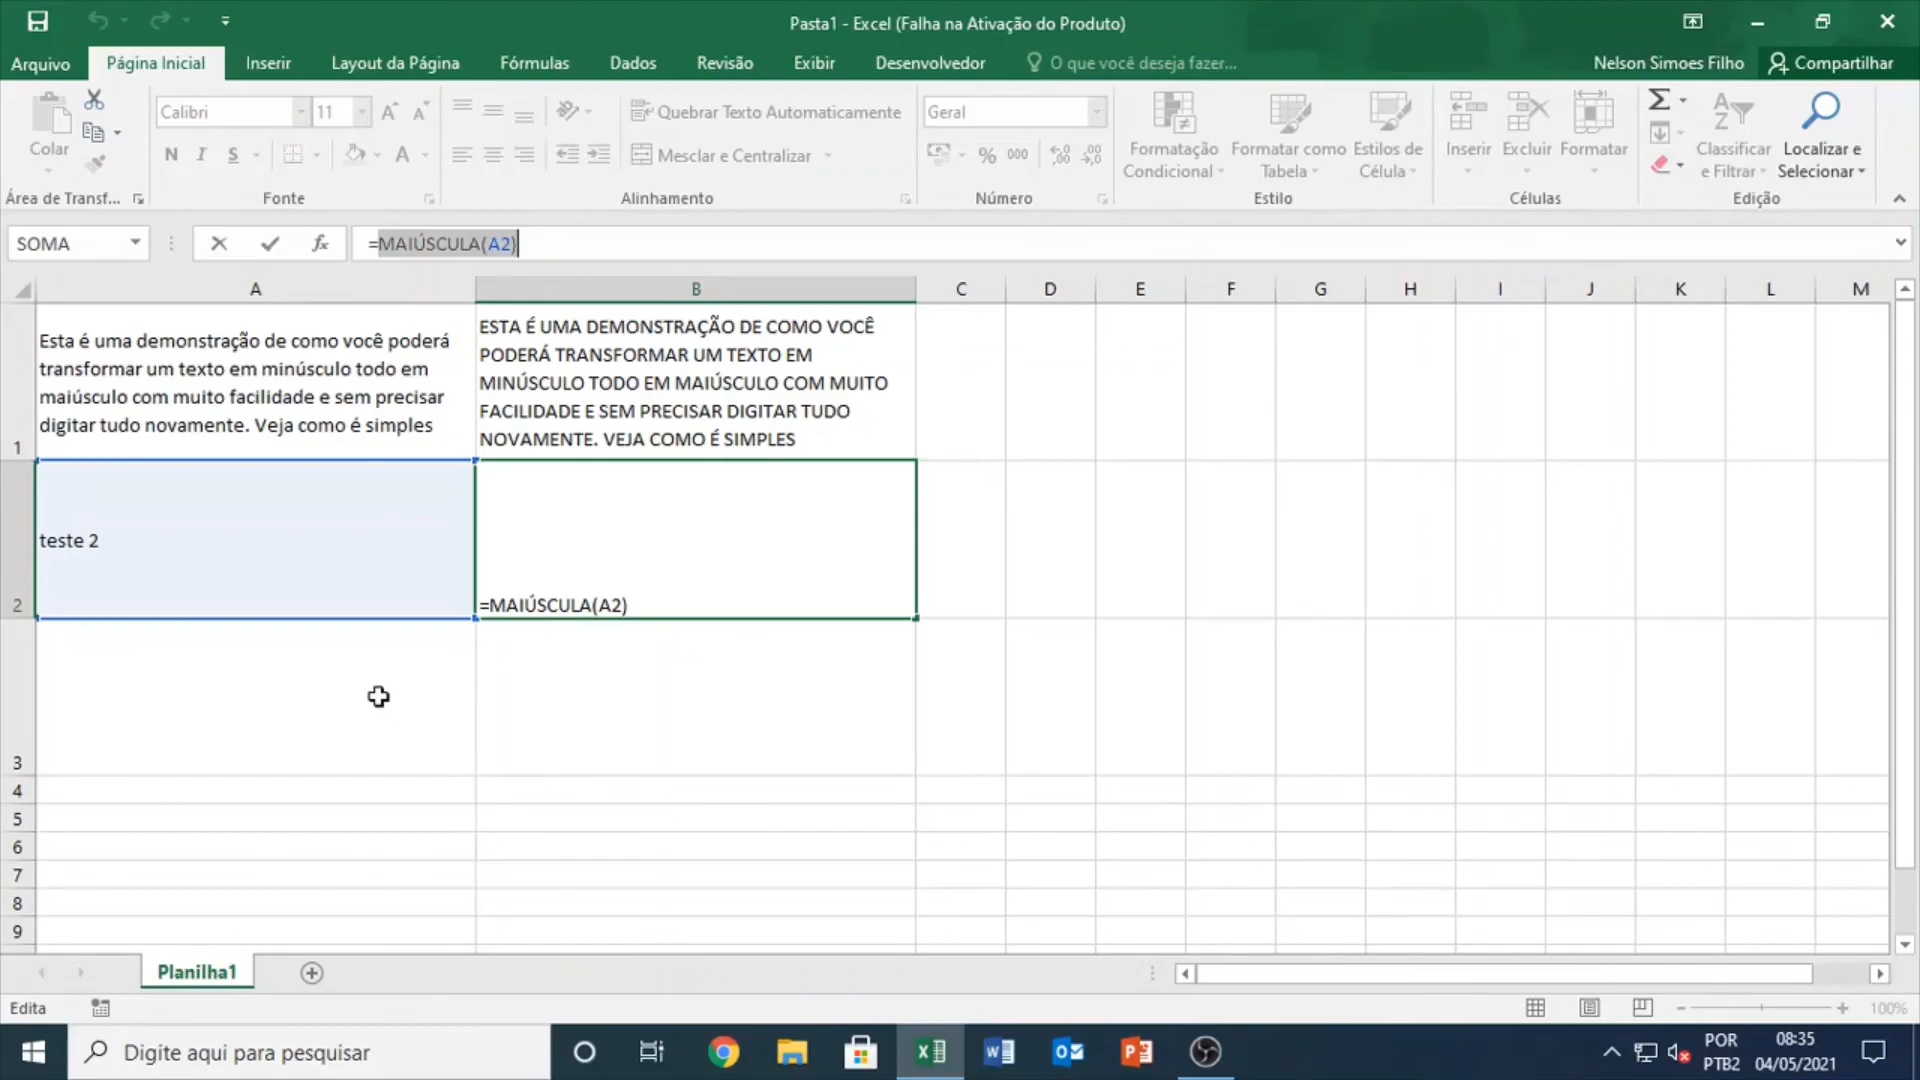 Pasta1 - Excel (Falha na Ativação do Produto)
Arquivo
Página Inicial
Inserir
Layout da Página
Fórmulas
Dados
Revisão
Exibir
Desenvolvedor
O que você deseja fazer...
Nelson Simoes Filho
Compartilhar
Colar
Calibri
11
N I S
A
Quebrar Texto Automaticamente
Mesclar e Centralizar
Geral
% 000
Formatação
Condicional
Formatar como
Tabela
Estilos de
Célula
Inserir
Excluir
Formatar
Classificar
e Filtrar
Localizar e
Selecionar
Área de Transf...
Fonte
Alinhamento
Número
Estilo
Células
Edição
SOMA
fx
=MAIÚSCULA(A2)
A B C D E F G H I J K L M
1
Esta é uma demonstração de como você poderá
transformar um texto em minúsculo todo em
maiúsculo com muito facilidade e sem precisar
digitar tudo novamente. Veja como é simples
ESTA É UMA DEMONSTRAÇÃO DE COMO VOCÊ
PODERÁ TRANSFORMAR UM TEXTO EM
MINÚSCULO TODO EM MAIÚSCULO COM MUITO
FACILIDADE E SEM PRECISAR DIGITAR TUDO
NOVAMENTE. VEJA COMO É SIMPLES
2
teste 2
=MAIÚSCULA(A2)
3
4
5
6
7
8
9
Planilha1
Edita
100%
Digite aqui para pesquisar
POR
PTB2
08:35
04/05/2021